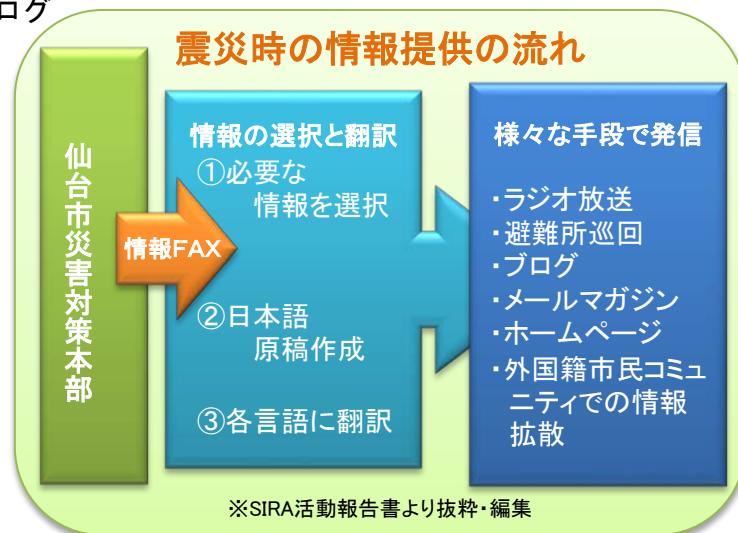 ログ
震災時の情報提供の流れ
仙台市災害対策本部
情報FAX
情報の選択と翻訳
①必要な
情報を選択
②日本語
原稿作成
③各言語に翻訳
様々な手段で発信
・ラジオ放送
・避難所巡回
・ブログ
・メールマガジン
・ホームページ
・外国籍市民コミュ
ニティでの情報
拡散
※SIRA活動報告書より抜粋・編集